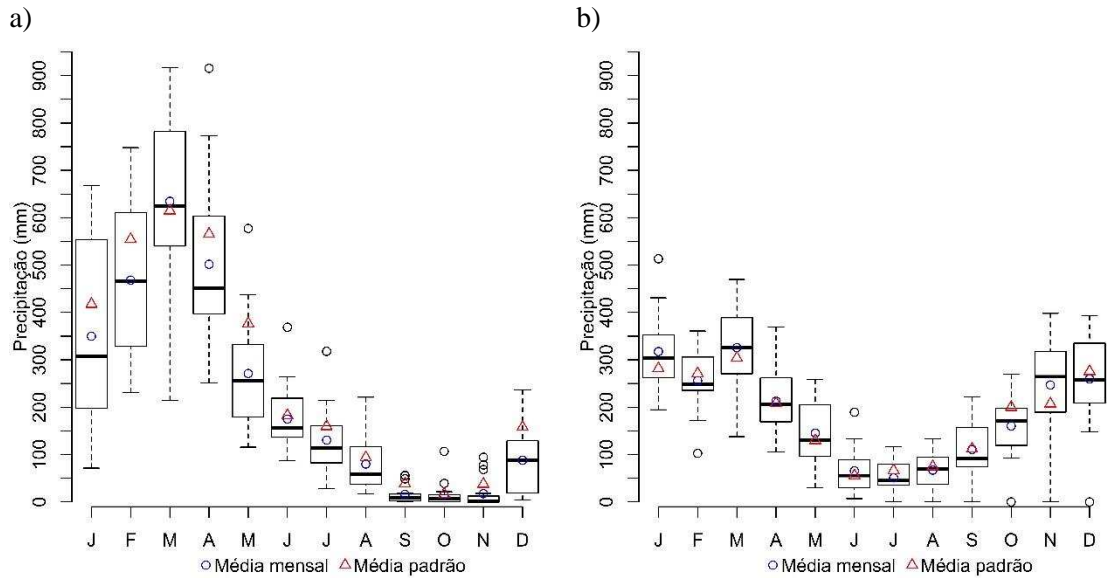 a)
b)
Precipitação (mm)
900
800
700
600
500
400
300
200
100
0
J F M A M J J A S O N D
Média mensal Média padrão
Precipitação (mm)
900
800
700
600
500
400
300
200
100
0
J F M A M J J A S O N D
Média mensal Média padrão